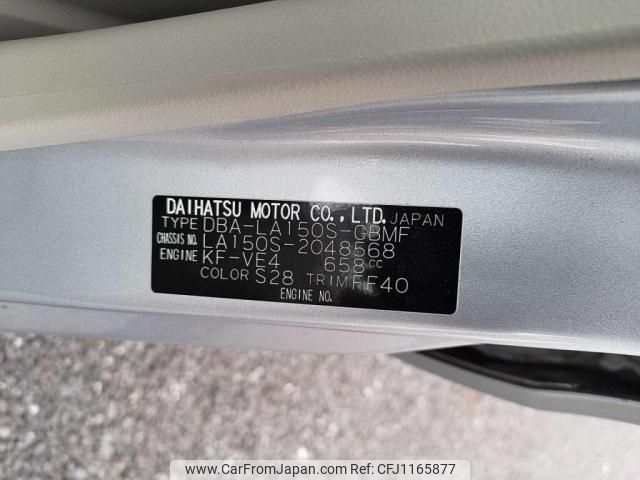 DAIHATSU MOTOR CO.,LTD. JAPAN
TYPE DBA-LA150S-GBMF
CHASSIS NO. LA150S-2048568
ENGINE KF-VE4 658cc
COLOR S28 TRIM FF40
ENGINE NO.
www.CarFromJapan.com - CFJ1165877